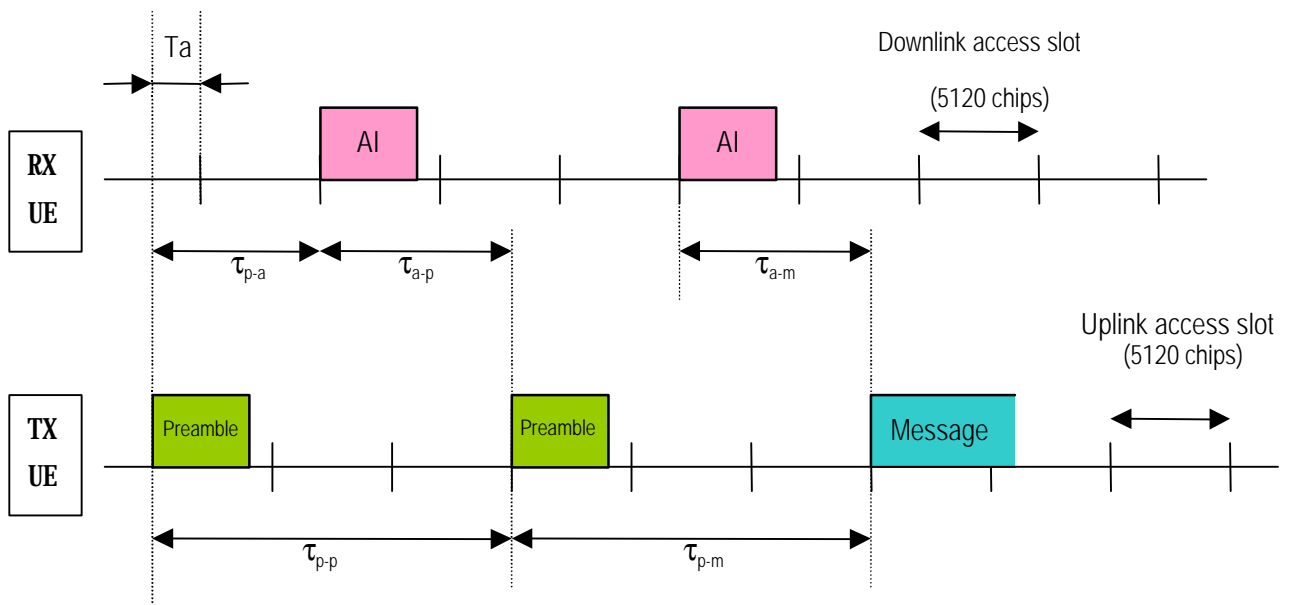 Ta
Downlink access slot
(5120 chips)
AI
AI
RX
UE
τp-a
τa-p
τa-m
Uplink access slot
(5120 chips)
Preamble
Preamble
Message
TX
UE
τp-p
τp-m